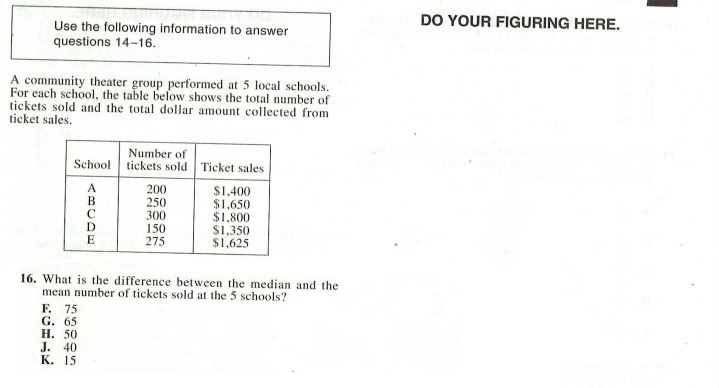 Use the following information to answer
questions 14–16.
DO YOUR FIGURING HERE.
A community theater group performed at 5 local schools.
For each school, the table below shows the total number of
tickets sold and the total dollar amount collected from
ticket sales.
Number of
School tickets sold Ticket sales
A 200 $1,400
B 250 $1,650
C 300 $1,800
D 150 $1,350
E 275 $1,625
16. What is the difference between the median and the
mean number of tickets sold at the 5 schools?
F. 75
G. 65
H. 50
J. 40
K. 15